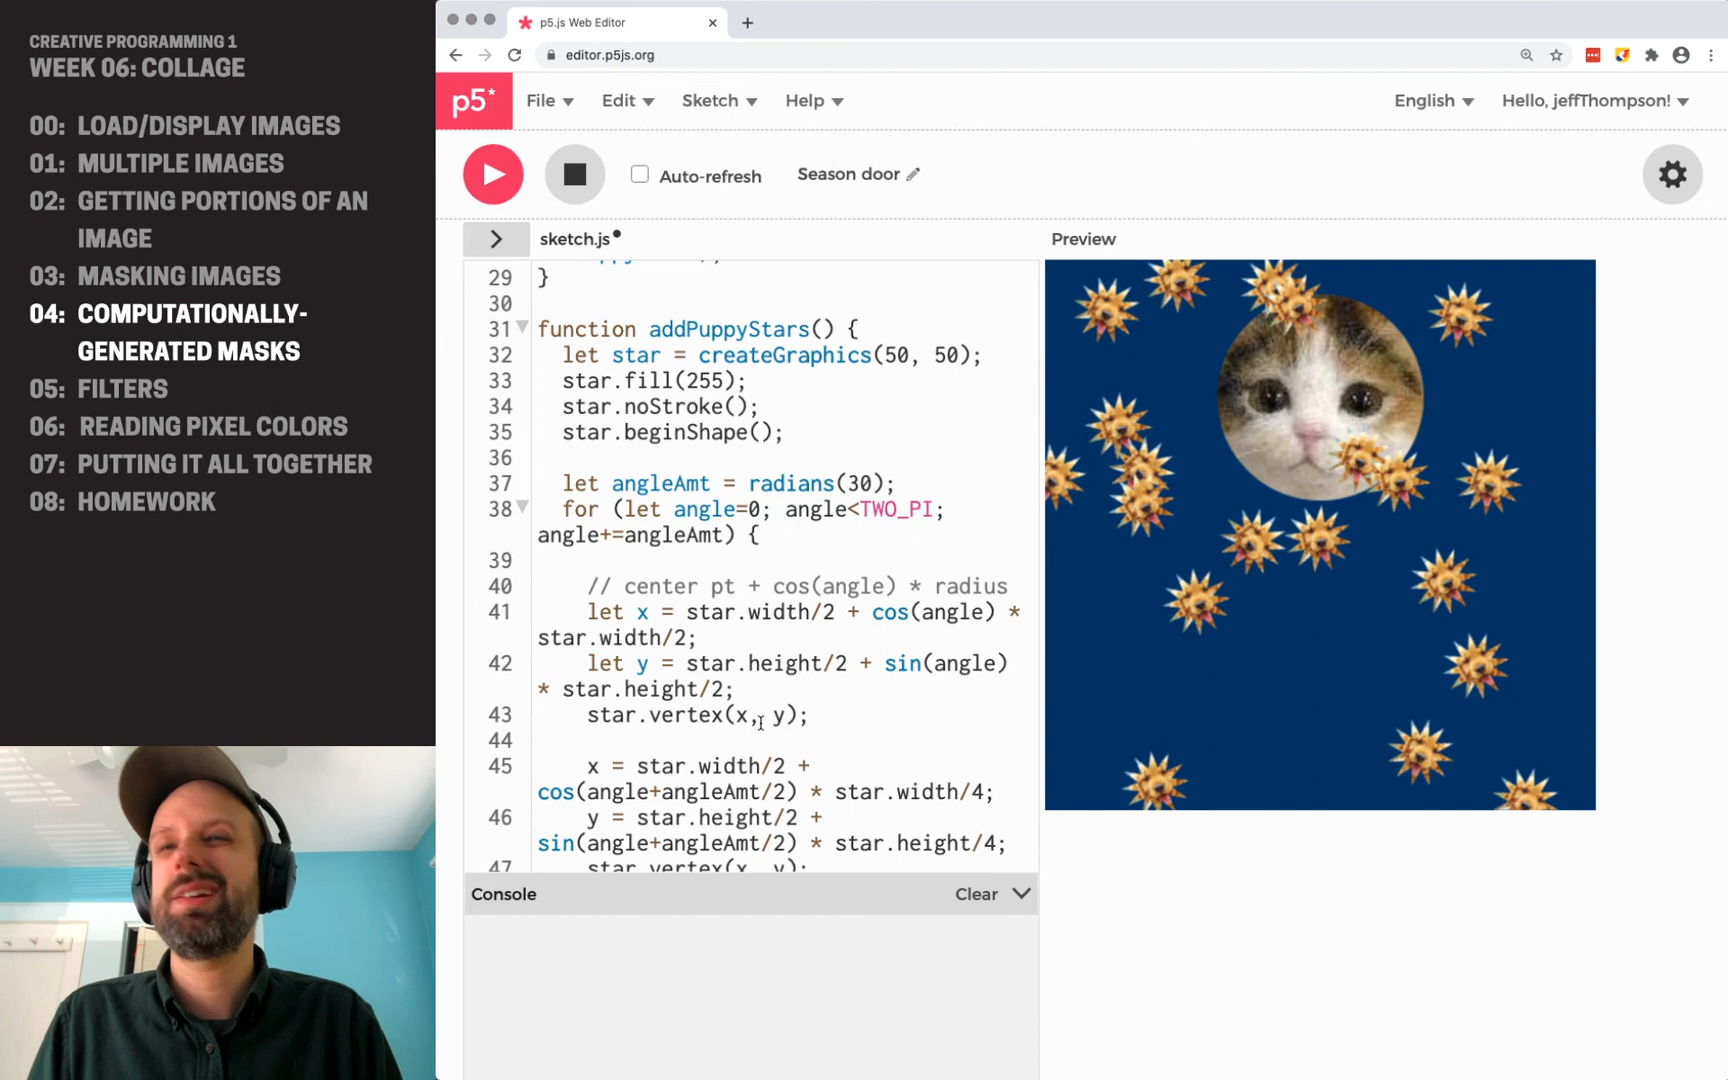 CREATIVE PROGRAMMING 1
WEEK 06: COLLAGE
00: LOAD/DISPLAY IMAGES
01: MULTIPLE IMAGES
02: GETTING PORTIONS OF AN
IMAGE
03: MASKING IMAGES
04: COMPUTATIONALLY-
GENERATED MASKS
05: FILTERS
06: READING PIXEL COLORS
07: PUTTING IT ALL TOGETHER
08: HOMEWORK
p5.js Web Editor
editor.p5js.org
p5*
File
Edit
Sketch
Help
English
Hello, jeffThompson!
Auto-refresh
Season door
sketch.js
Preview
29 }
30
31 function addPuppyStars() {
32 let star = createGraphics(50, 50);
33 star.fill(255);
34 star.noStroke();
35 star.beginShape();
36
37 let angleAmt = radians(30);
38 for (let angle=0; angle<TWO_PI;
angle+=angleAmt) {
39
40 // center pt + cos(angle) * radius
41 let x = star.width/2 + cos(angle) *
star.width/2;
42 let y = star.height/2 + sin(angle)
* star.height/2;
43 star.vertex(x, y);
44
45 x = star.width/2 +
cos(angle+angleAmt/2) * star.width/4;
46 y = star.height/2 +
sin(angle+angleAmt/2) * star.height/4;
47 star.vertex(x, y);
Console
Clear